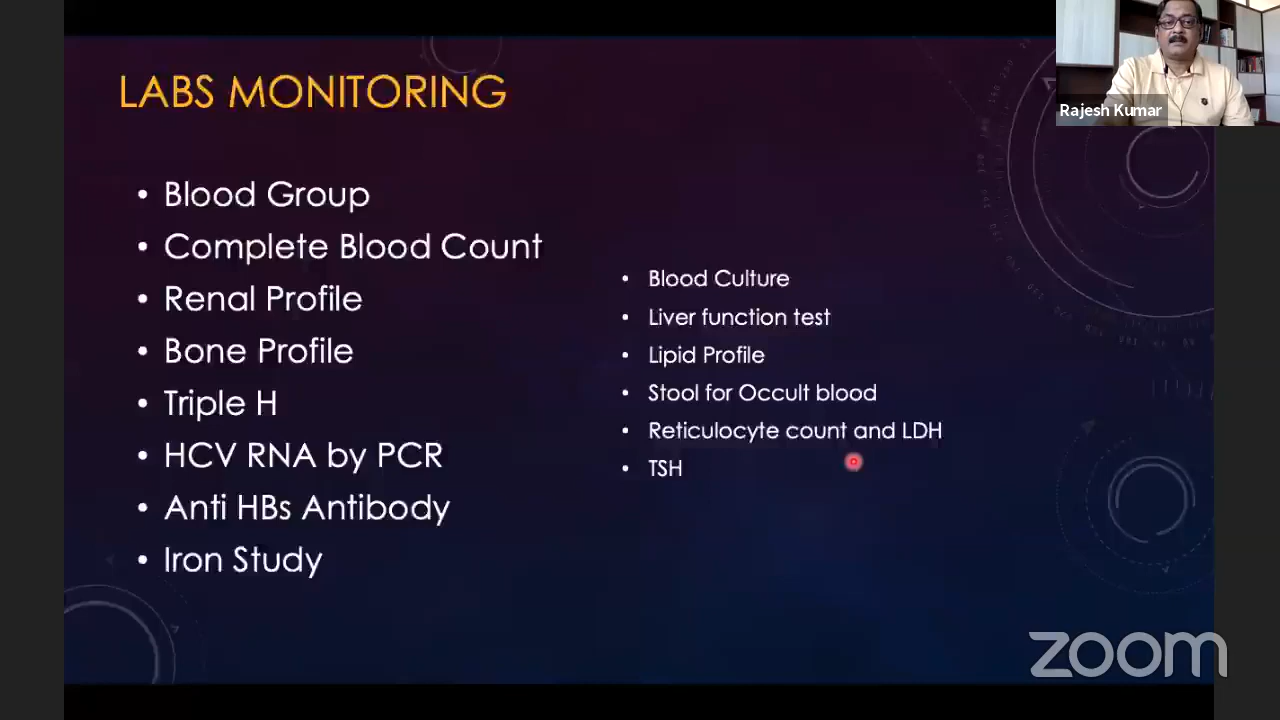 LABS MONITORING
• Blood Group
• Complete Blood Count
• Renal Profile
• Bone Profile
• Triple H
• HCV RNA by PCR
• Anti HBs Antibody
• Iron Study
• Blood Culture
• Liver function test
• Lipid Profile
• Stool for Occult blood
• Reticulocyte count and LDH
• TSH
Rajesh Kumar
zoom